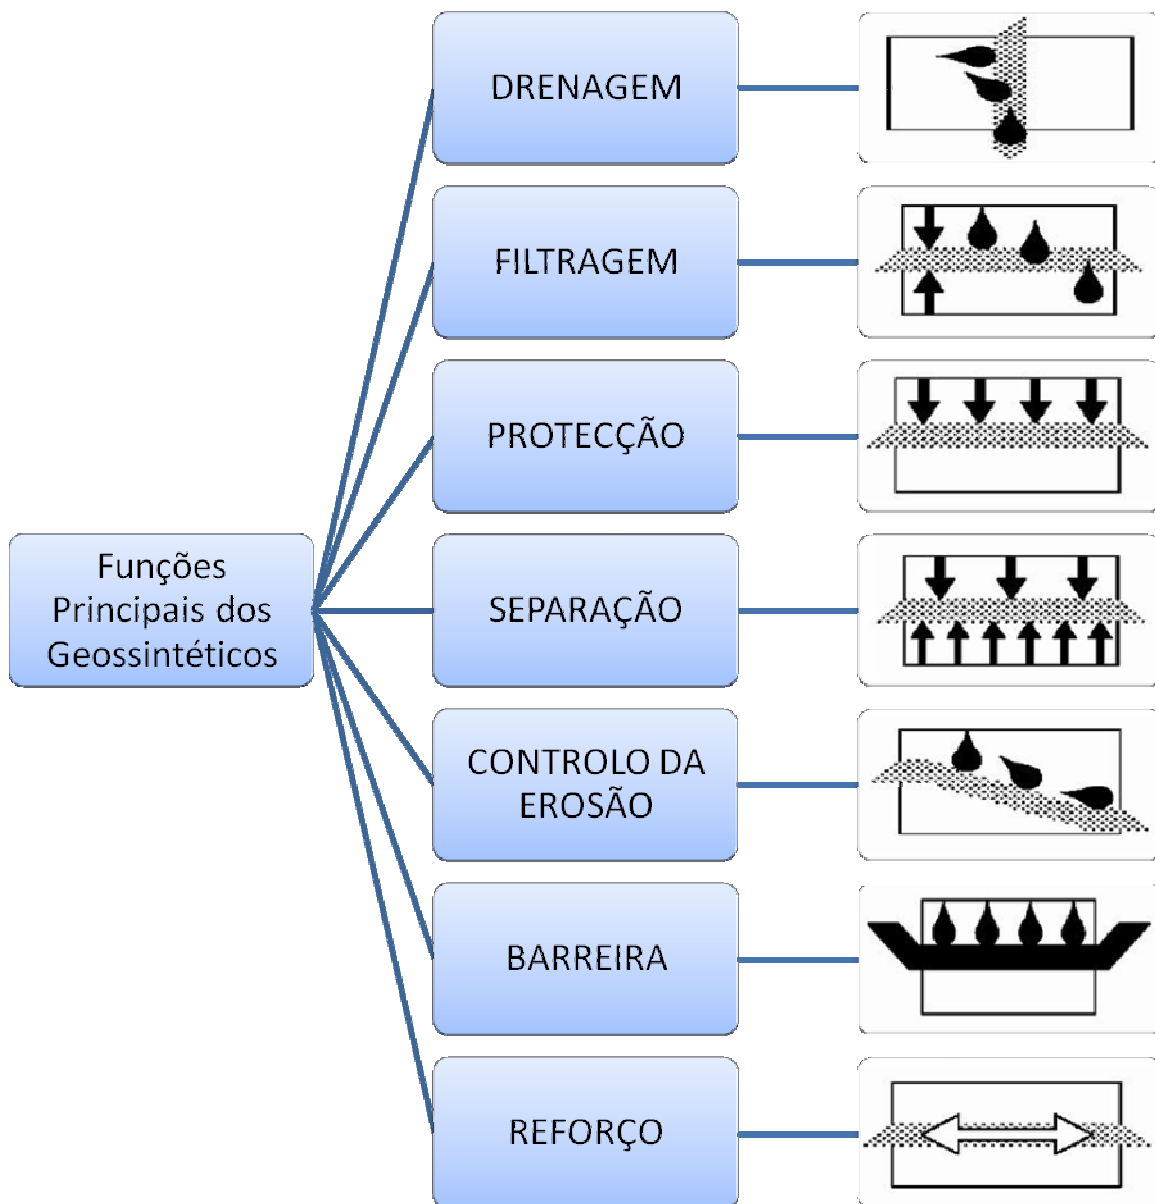 Funções
Principais dos
Geossintéticos
DRENAGEM
FILTRAGEM
PROTECÇÃO
SEPARAÇÃO
CONTROLO DA
EROSÃO
BARREIRA
REFORÇO